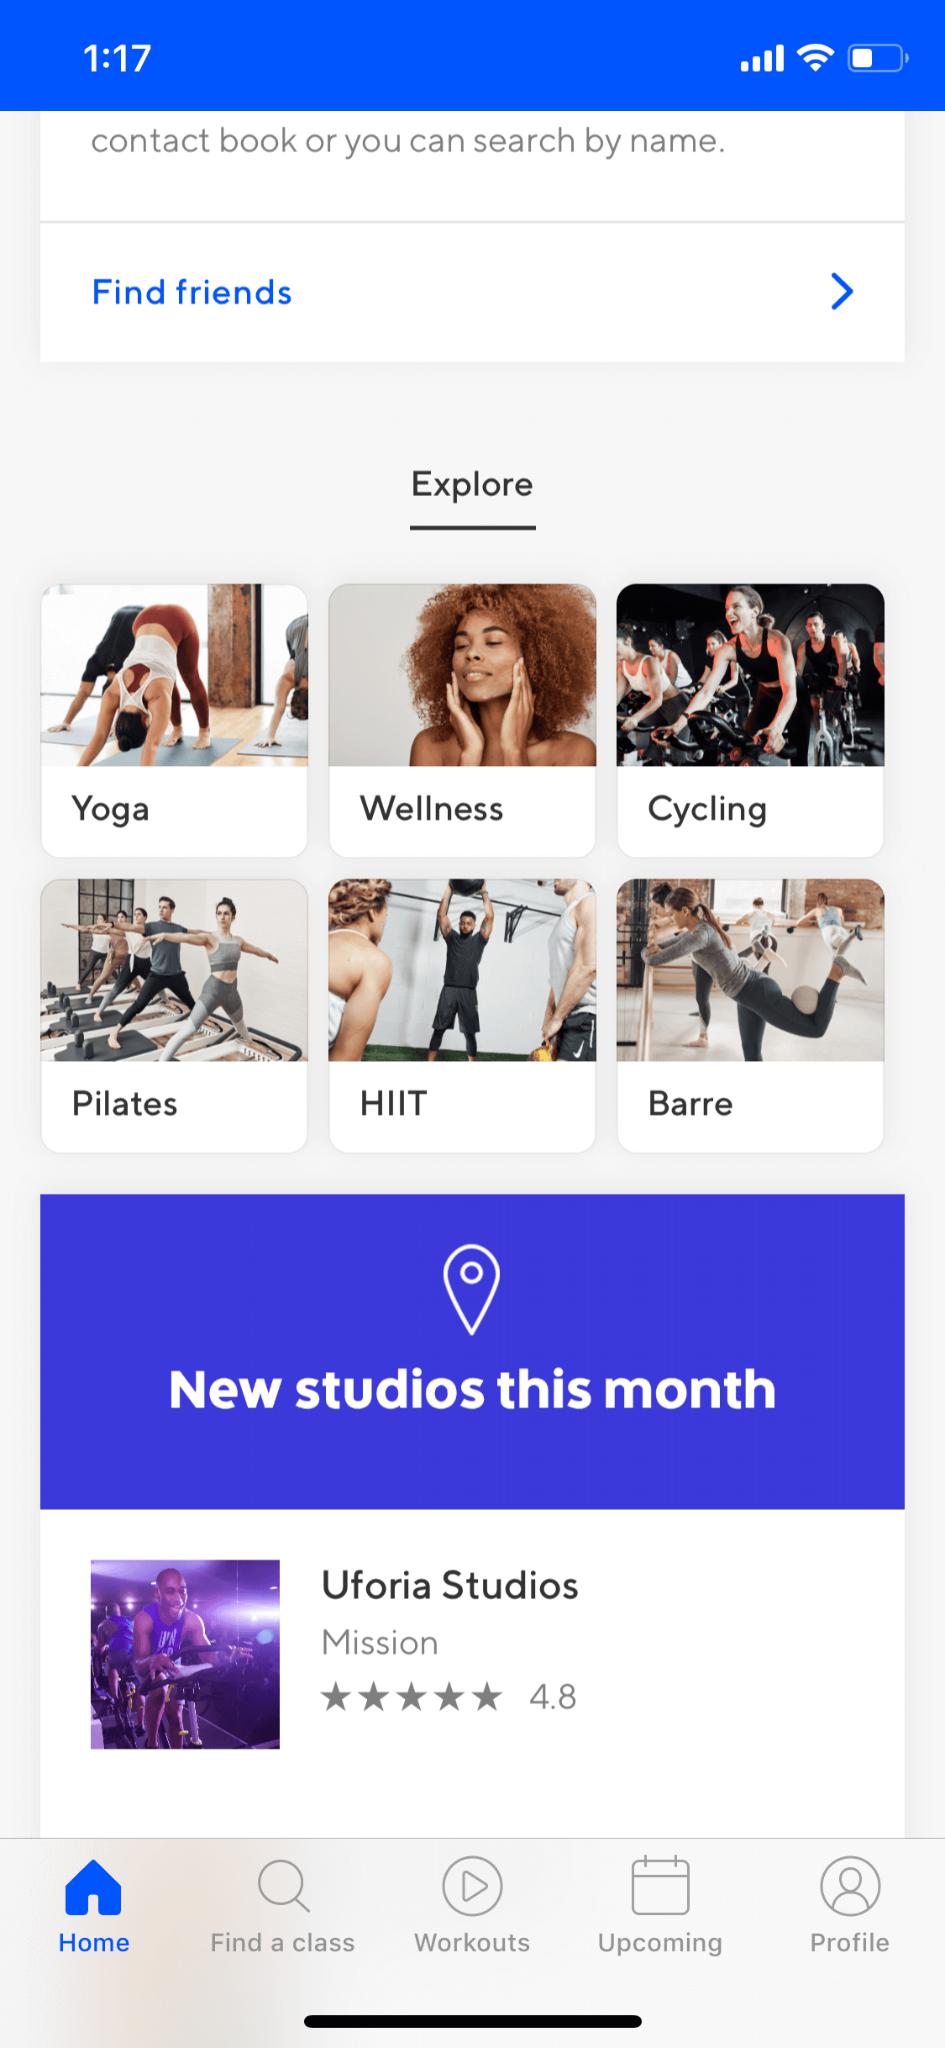 1:17
contact book or you can search by name.
Find friends
Explore
Yoga
Wellness
Cycling
Pilates
HIIT
Barre
New studios this month
Uforia Studios
Mission
★★★★★ 4.8
Home
Find a class
Workouts
Upcoming
Profile